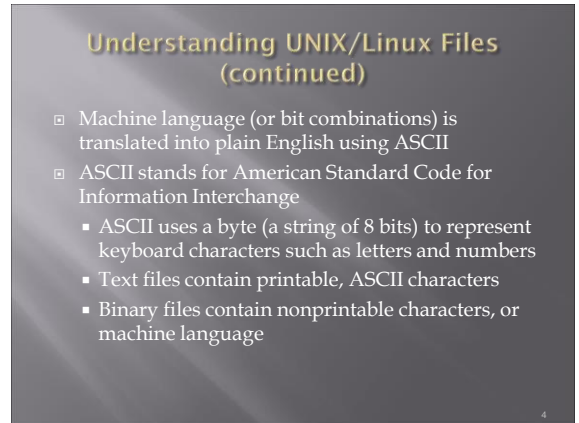 Understanding UNIX/Linux Files
(continued)
Machine language (or bit combinations) is
translated into plain English using ASCII
ASCII stands for American Standard Code for
Information Interchange
ASCII uses a byte (a string of 8 bits) to represent
keyboard characters such as letters and numbers
Text files contain printable, ASCII characters
Binary files contain nonprintable characters, or
machine language
4